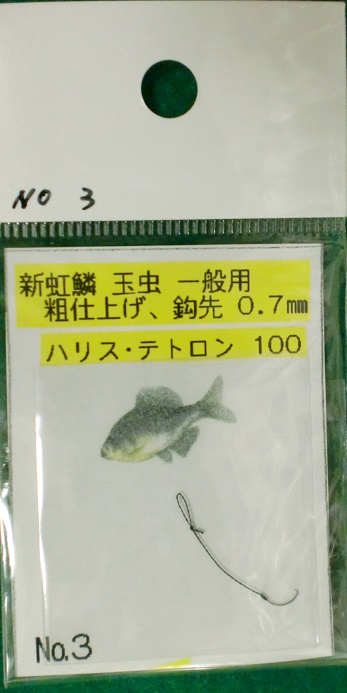 NO 3
新虹鱗 玉虫 一般用
粗仕上げ、鈎先 0.7㎜
ハリス・テトロン 100
No.3